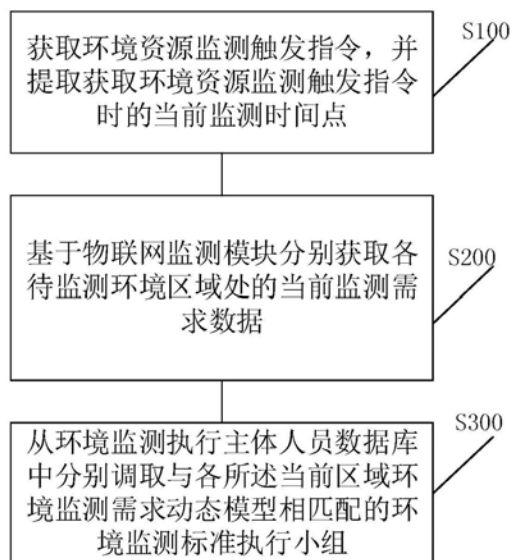 获取环境资源监测触发指令，并
提取获取环境资源监测触发指令
时的当前监测时间点
S100
基于物联网监测模块分别获取各
待监测环境区域处的当前监测需
求数据
S200
从环境监测执行主体人员数据库
中分别调取与各所述当前区域环
境监测需求动态模型相匹配的环
境监测标准执行小组
S300